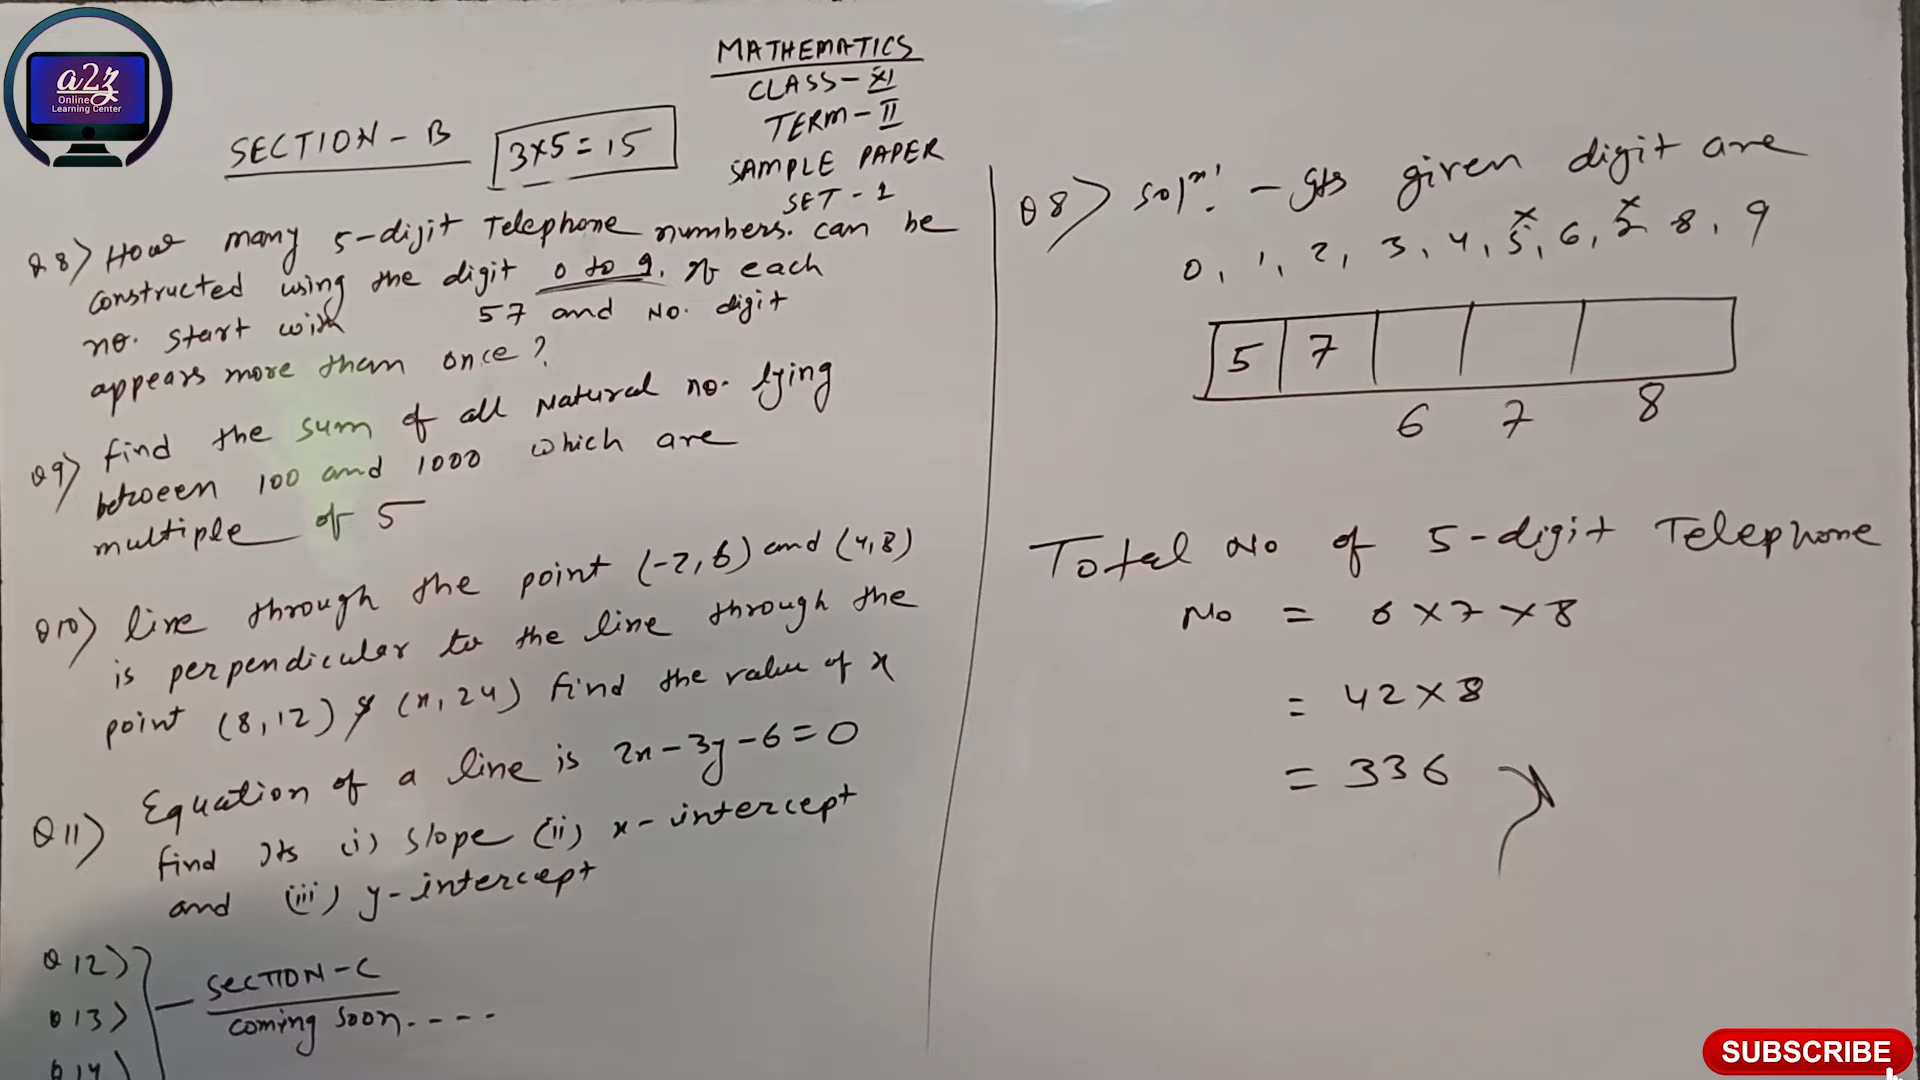 a2z
Online
Learning Center
MATHEMATICS
CLASS - XI
TERM - II
SAMPLE PAPER
SET - 1
SECTION - B
3x5 = 15
Q8) How many 5-digit Telephone numbers. can be
constructed using the digit 0 to 9. If each
no. start with 57 and No. digit
appears more than once?
Q9) find the sum of all Natural no. lying
between 100 and 1000 which are
multiple of 5
Q10) line through the point (-2,6) and (4,8)
is perpendicular to the line through the
point (8,12) & (x,24) find the value of x
Q11) Equation of a line is 2x-3y-6=0
find Its (i) slope (ii) x-intercept
and (iii) y-intercept
Q12)
Q13)
Q14)
SECTION-C
coming soon.----
Q8) Solⁿ: - Its given digit are
0, 1, 2, 3, 4, 5, 6, 7, 8, 9
5 7
6 7 8
Total No of 5-digit Telephone
No = 6 x 7 x 8
= 42 x 8
= 336
SUBSCRIBE